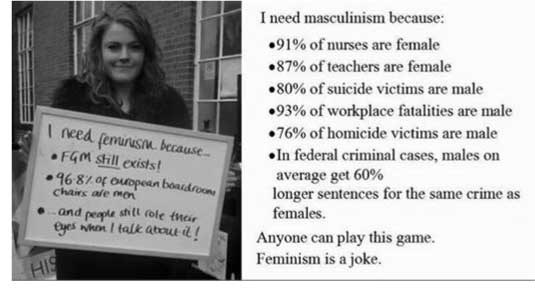 I need feminism because...
• FGM still exists!
• 96.8% of european boardroom
chairs are men
• ...and people still role their
eyes when I talk about it!
HIS
I need masculinism because:
•91% of nurses are female
•87% of teachers are female
•80% of suicide victims are male
•93% of workplace fatalities are male
•76% of homicide victims are male
•In federal criminal cases, males on
average get 60%
longer sentences for the same crime as
females.
Anyone can play this game.
Feminism is a joke.